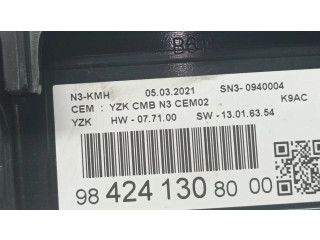 N3-KMH 05.03.2021 SN3- 0940004
CEM : YZK CMB N3 CEM02 K9AC
YZK HW - 07.71.00 SW - 13.01.63.54
98 424 130 80 00